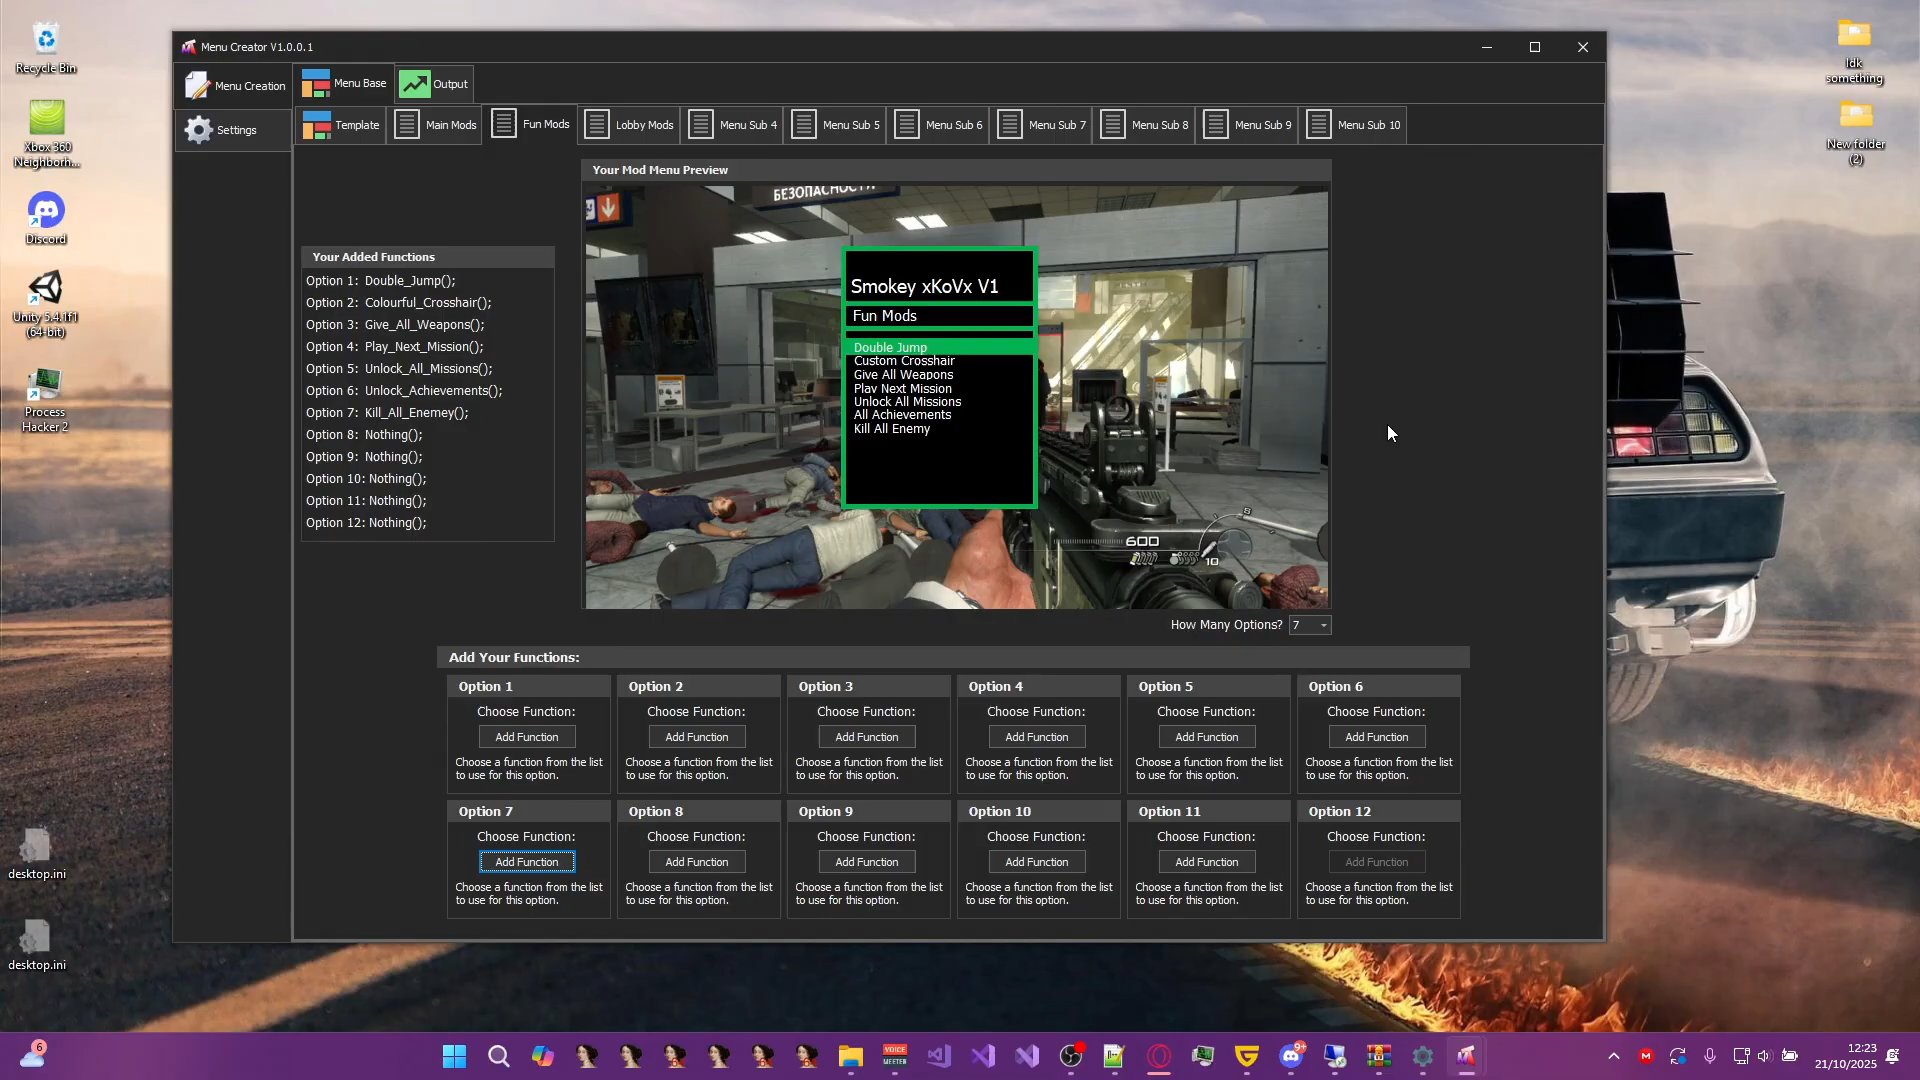 Recycle Bin
Xbox 360
Neighborh...
Discord
Unity 5.4.1f1
(64-bit)
Process
Hacker 2
desktop.ini
desktop.ini
Idk
something
New folder
(2)
Menu Creator V1.0.0.1
Menu Creation
Settings
Menu Base
Output
Template
Main Mods
Fun Mods
Lobby Mods
Menu Sub 4
Menu Sub 5
Menu Sub 6
Menu Sub 7
Menu Sub 8
Menu Sub 9
Menu Sub 10
Your Added Functions
Option 1: Double_Jump();
Option 2: Colourful_Crosshair();
Option 3: Give_All_Weapons();
Option 4: Play_Next_Mission();
Option 5: Unlock_All_Missions();
Option 6: Unlock_Achievements();
Option 7: Kill_All_Enemey();
Option 8: Nothing();
Option 9: Nothing();
Option 10: Nothing();
Option 11: Nothing();
Option 12: Nothing();
Your Mod Menu Preview
БЕЗОПАСНОСТИ
Smokey xKoVx V1
Fun Mods
Double Jump
Custom Crosshair
Give All Weapons
Play Next Mission
Unlock All Missions
All Achievements
Kill All Enemy
S
600
10
How Many Options? 7
Add Your Functions:
Option 1
Choose Function:
Add Function
Choose a function from the list
to use for this option.
Option 2
Choose Function:
Add Function
Choose a function from the list
to use for this option.
Option 3
Choose Function:
Add Function
Choose a function from the list
to use for this option.
Option 4
Choose Function:
Add Function
Choose a function from the list
to use for this option.
Option 5
Choose Function:
Add Function
Choose a function from the list
to use for this option.
Option 6
Choose Function:
Add Function
Choose a function from the list
to use for this option.
Option 7
Choose Function:
Add Function
Choose a function from the list
to use for this option.
Option 8
Choose Function:
Add Function
Choose a function from the list
to use for this option.
Option 9
Choose Function:
Add Function
Choose a function from the list
to use for this option.
Option 10
Choose Function:
Add Function
Choose a function from the list
to use for this option.
Option 11
Choose Function:
Add Function
Choose a function from the list
to use for this option.
Option 12
Choose Function:
Add Function
Choose a function from the list
to use for this option.
6
VOICE
MEETER
9+
12:23
21/10/2025